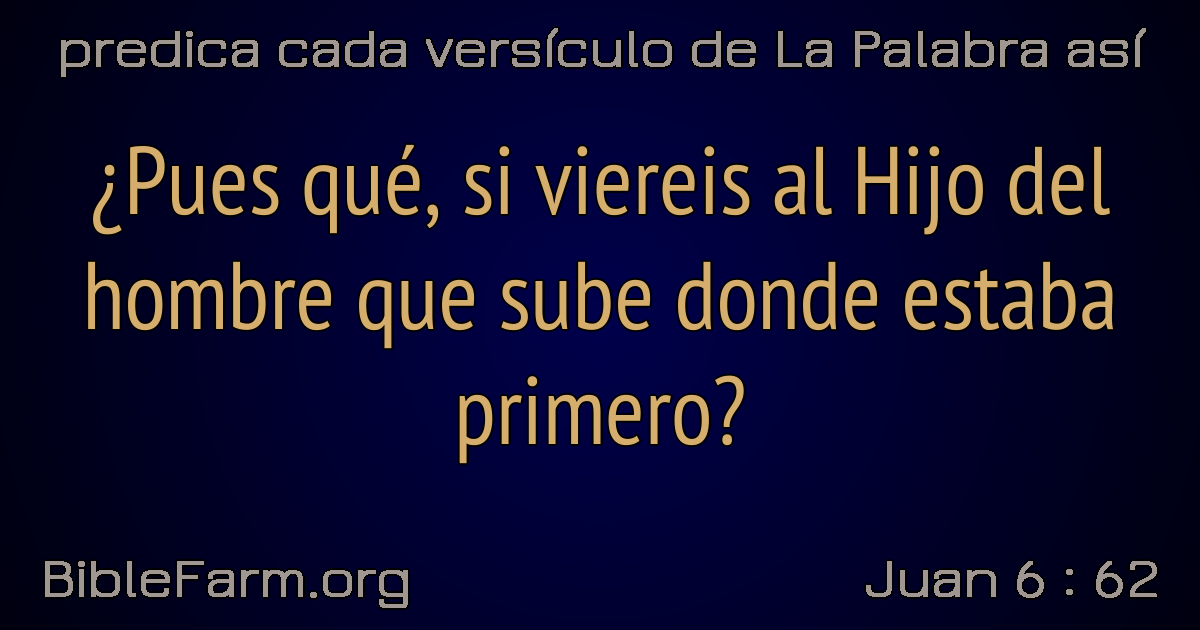 predica cada versículo de La Palabra así
¿Pues qué, si viereis al Hijo del
hombre que sube donde estaba
primero?
BibleFarm.org
Juan 6 : 62